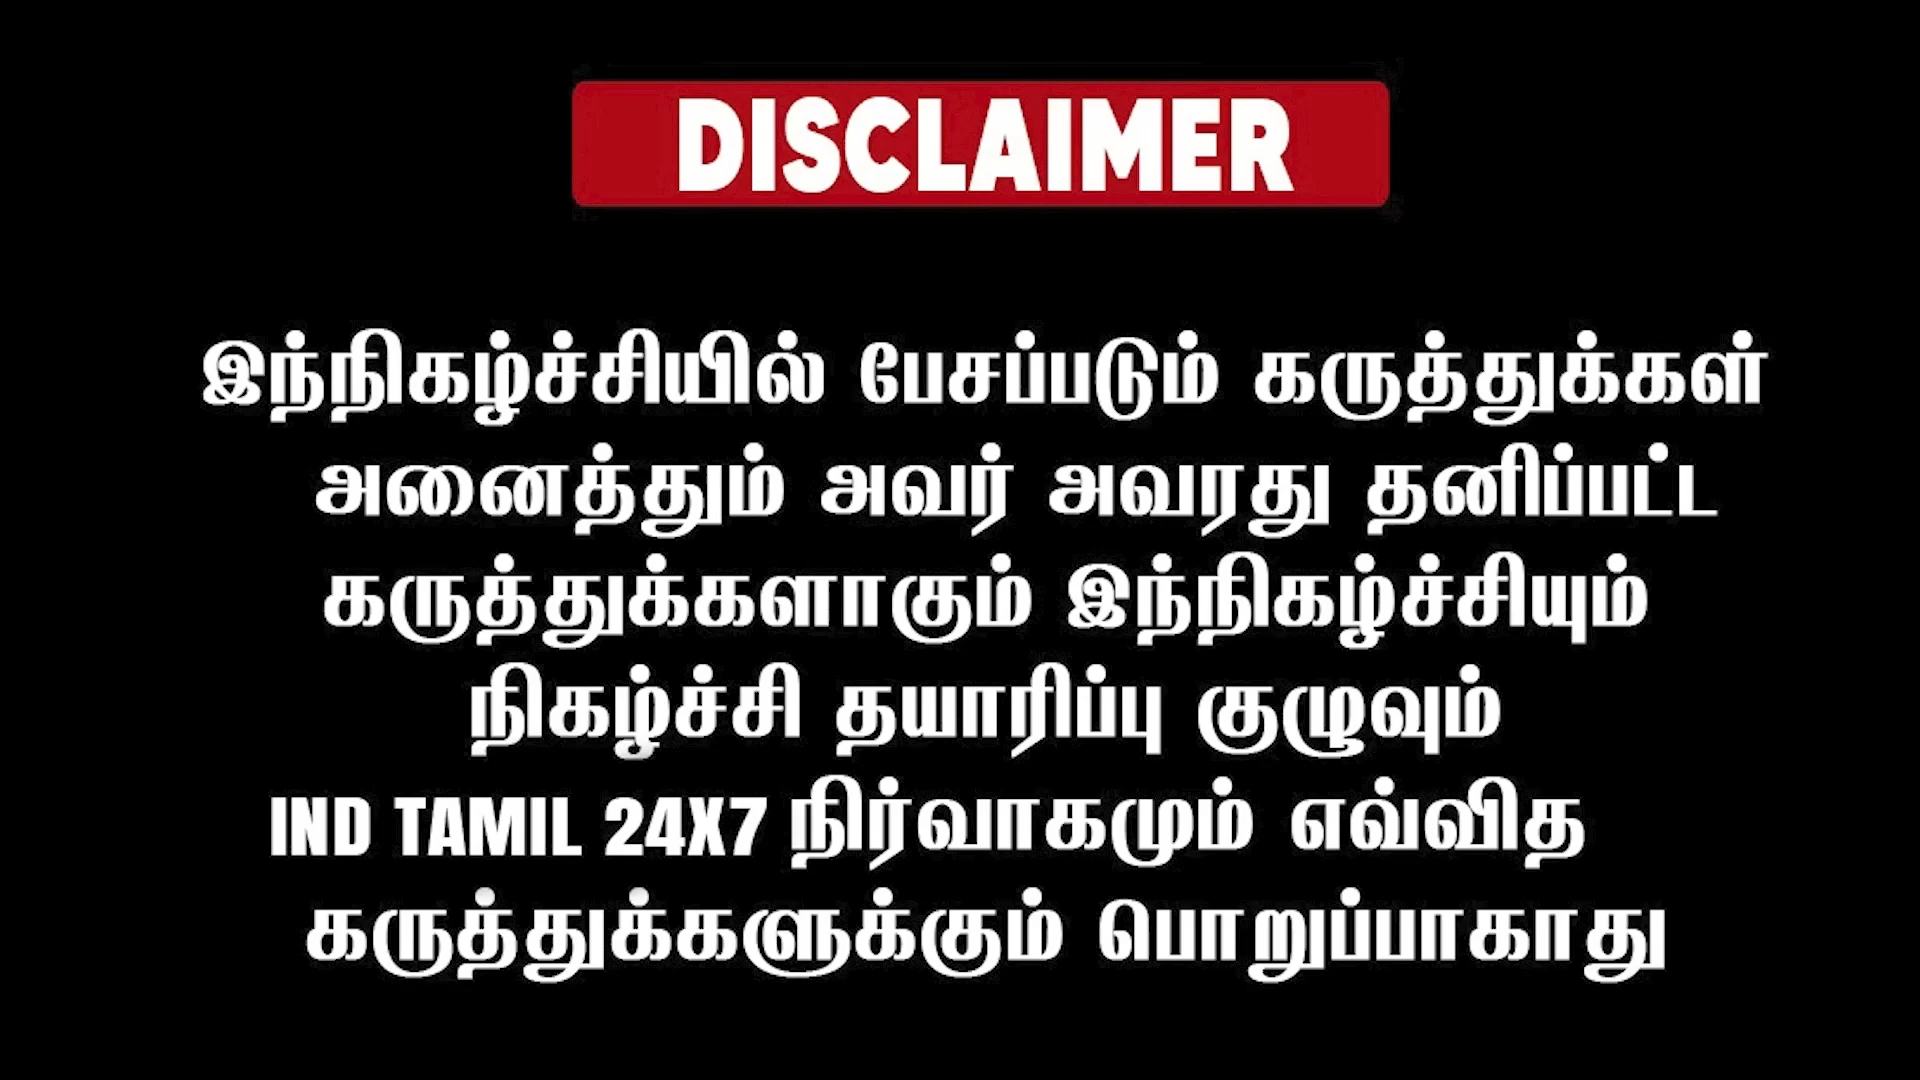 DISCLAIMER
இந்நிகழ்ச்சியில் பேசப்படும் கருத்துக்கள்
அனைத்தும் அவர் அவரது தனிப்பட்ட
கருத்துக்களாகும் இந்நிகழ்ச்சியும்
நிகழ்ச்சி தயாரிப்பு குழுவும்
IND TAMIL 24X7 நிர்வாகமும் எவ்வித
கருத்துக்களுக்கும் பொறுப்பாகாது